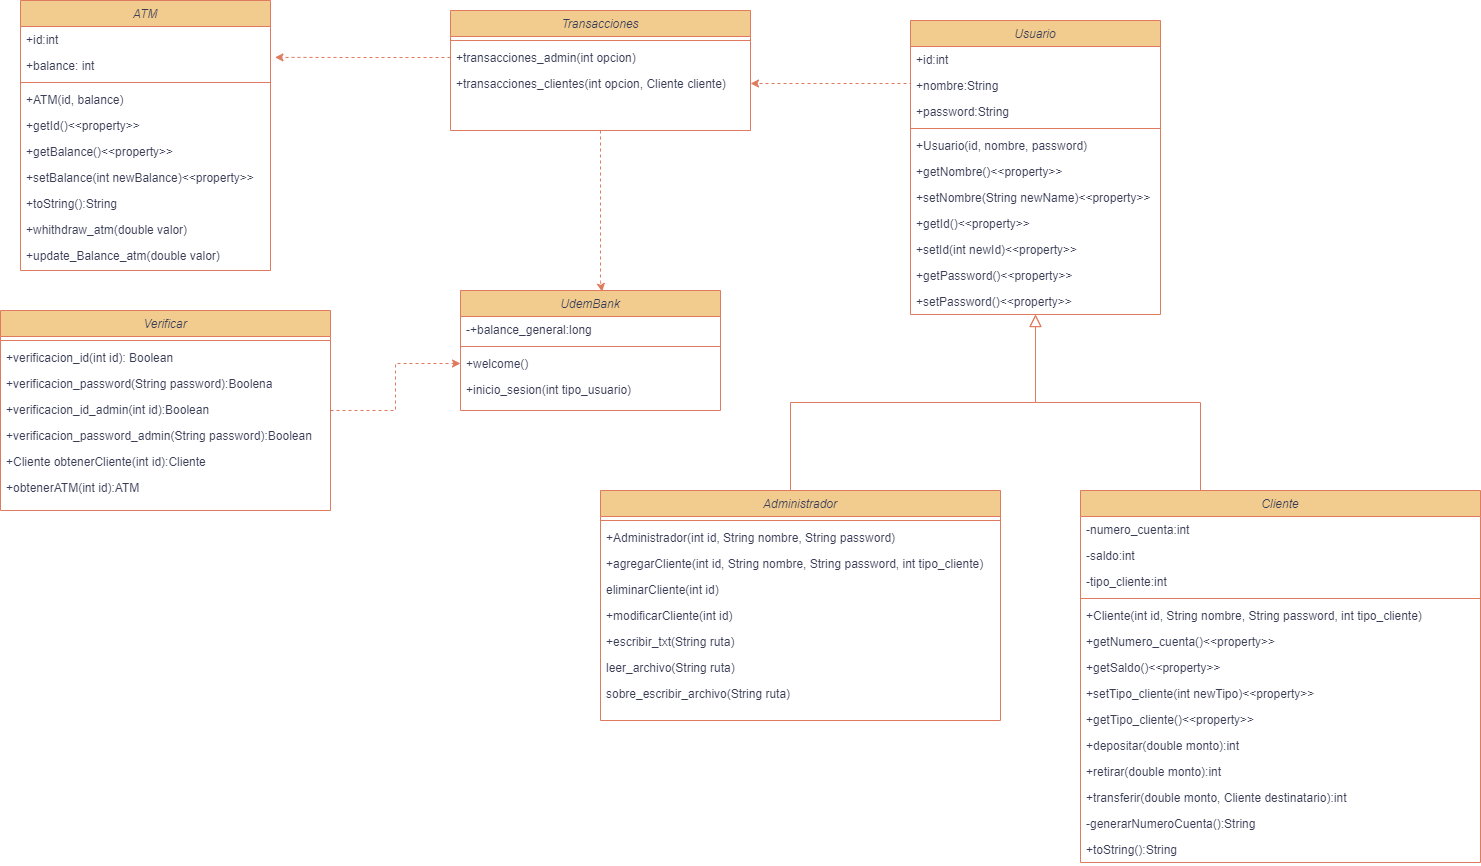 ATM
+id:int
+balance: int
+ATM(id, balance)
+getId()<<property>>
+getBalance()<<property>>
+setBalance(int newBalance)<<property>>
+toString():String
+whithdraw_atm(double valor)
+update_Balance_atm(double valor)
Transacciones
+transacciones_admin(int opcion)
+transacciones_clientes(int opcion, Cliente cliente)
Usuario
+id:int
+nombre:String
+password:String
+Usuario(id, nombre, password)
+getNombre()<<property>>
+setNombre(String newName)<<property>>
+getId()<<property>>
+setId(int newId)<<property>>
+getPassword()<<property>>
+setPassword()<<property>>
Verificar
+verificacion_id(int id): Boolean
+verificacion_password(String password):Boolena
+verificacion_id_admin(int id):Boolean
+verificacion_password_admin(String password):Boolean
+Cliente obtenerCliente(int id):Cliente
+obtenerATM(int id):ATM
UdemBank
-+balance_general:long
+welcome()
+inicio_sesion(int tipo_usuario)
Administrador
+Administrador(int id, String nombre, String password)
+agregarCliente(int id, String nombre, String password, int tipo_cliente)
eliminarCliente(int id)
+modificarCliente(int id)
+escribir_txt(String ruta)
leer_archivo(String ruta)
sobre_escribir_archivo(String ruta)
Cliente
-numero_cuenta:int
-saldo:int
-tipo_cliente:int
+Cliente(int id, String nombre, String password, int tipo_cliente)
+getNumero_cuenta()<<property>>
+getSaldo()<<property>>
+setTipo_cliente(int newTipo)<<property>>
+getTipo_cliente()<<property>>
+depositar(double monto):int
+retirar(double monto):int
+transferir(double monto, Cliente destinatario):int
-generarNumeroCuenta():String
+toString():String